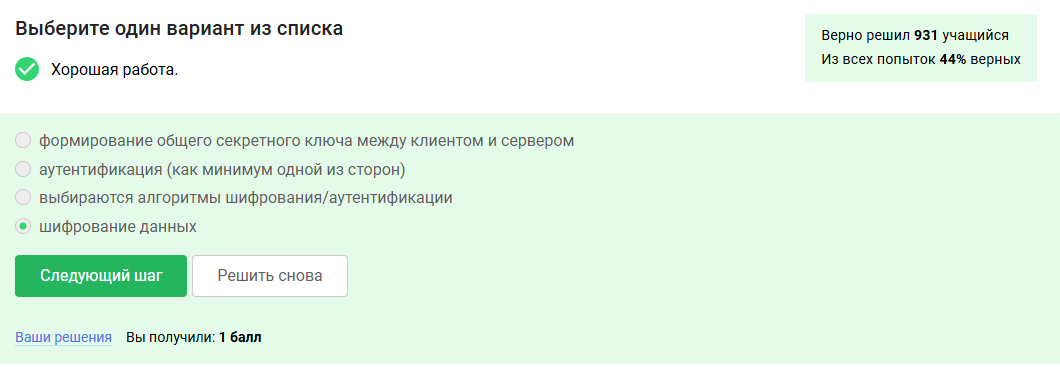 Выберите один вариант из списка
Верно решил 931 учащийся
Из всех попыток 44% верных
Хорошая работа.
формирование общего секретного ключа между клиентом и сервером
аутентификация (как минимум одной из сторон)
выбираются алгоритмы шифрования/аутентификации
шифрование данных
Следующий шаг
Решить снова
Ваши решения Вы получили: 1 балл